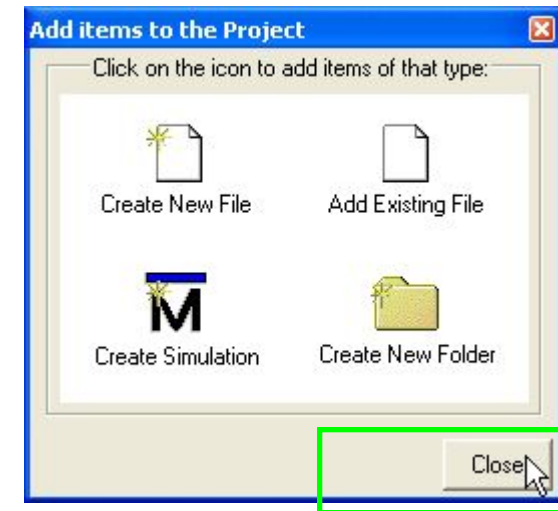 Add items to the Project
Click on the icon to add items of that type:
Create New File Add Existing File
M
Create Simulation Create New Folder
Close